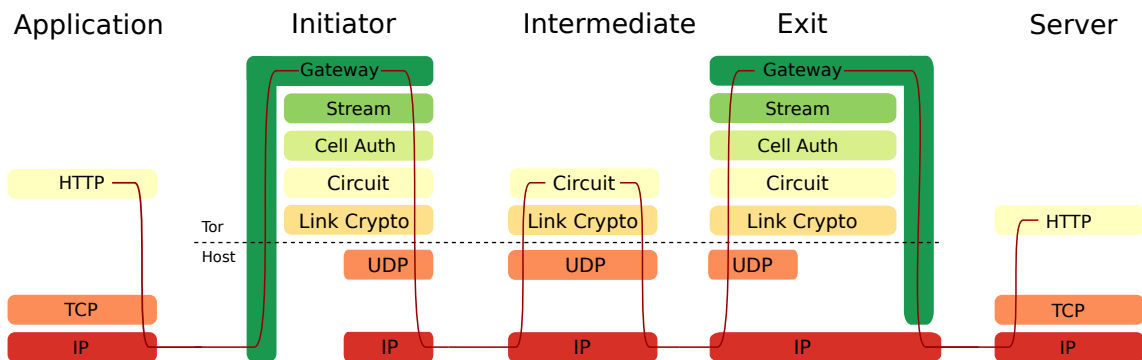 Application Initiator Intermediate Exit Server
Gateway Gateway
Stream Stream
Cell Auth Cell Auth
HTTP Circuit Circuit Circuit
Link Crypto Link Crypto Link Crypto HTTP
Tor
Host
UDP UDP UDP
TCP TCP
IP IP IP IP IP